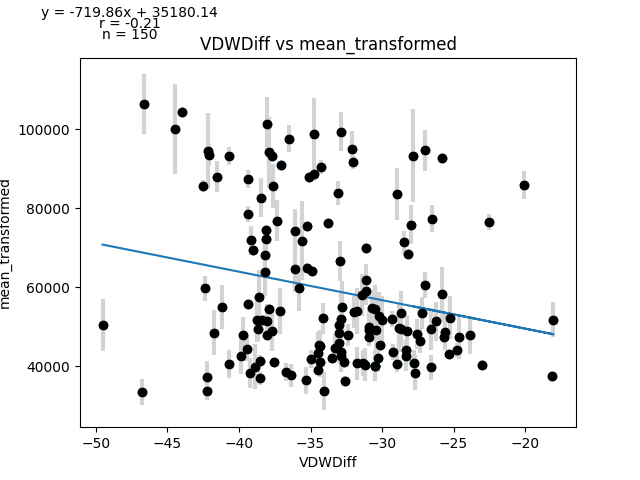 y = -719.86x + 35180.14
r = -0.21
n = 150
VDWDiff vs mean_transformed
100000
80000
60000
40000
mean_transformed
−50
−45
−40
−35
−30
−25
−20
VDWDiff